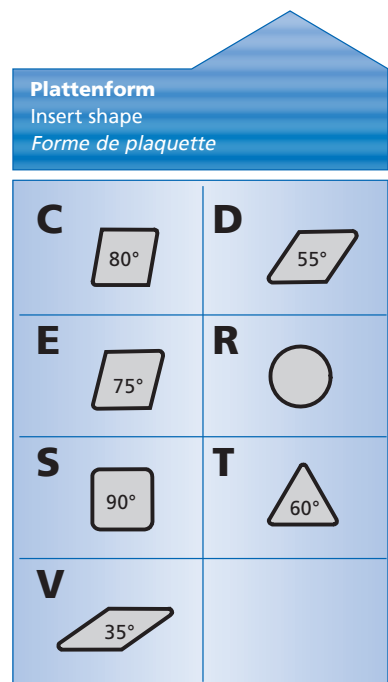 Plattenform
Insert shape
Forme de plaquette
C
80°
D
55°
E
75°
R
S
90°
T
60°
V
35°